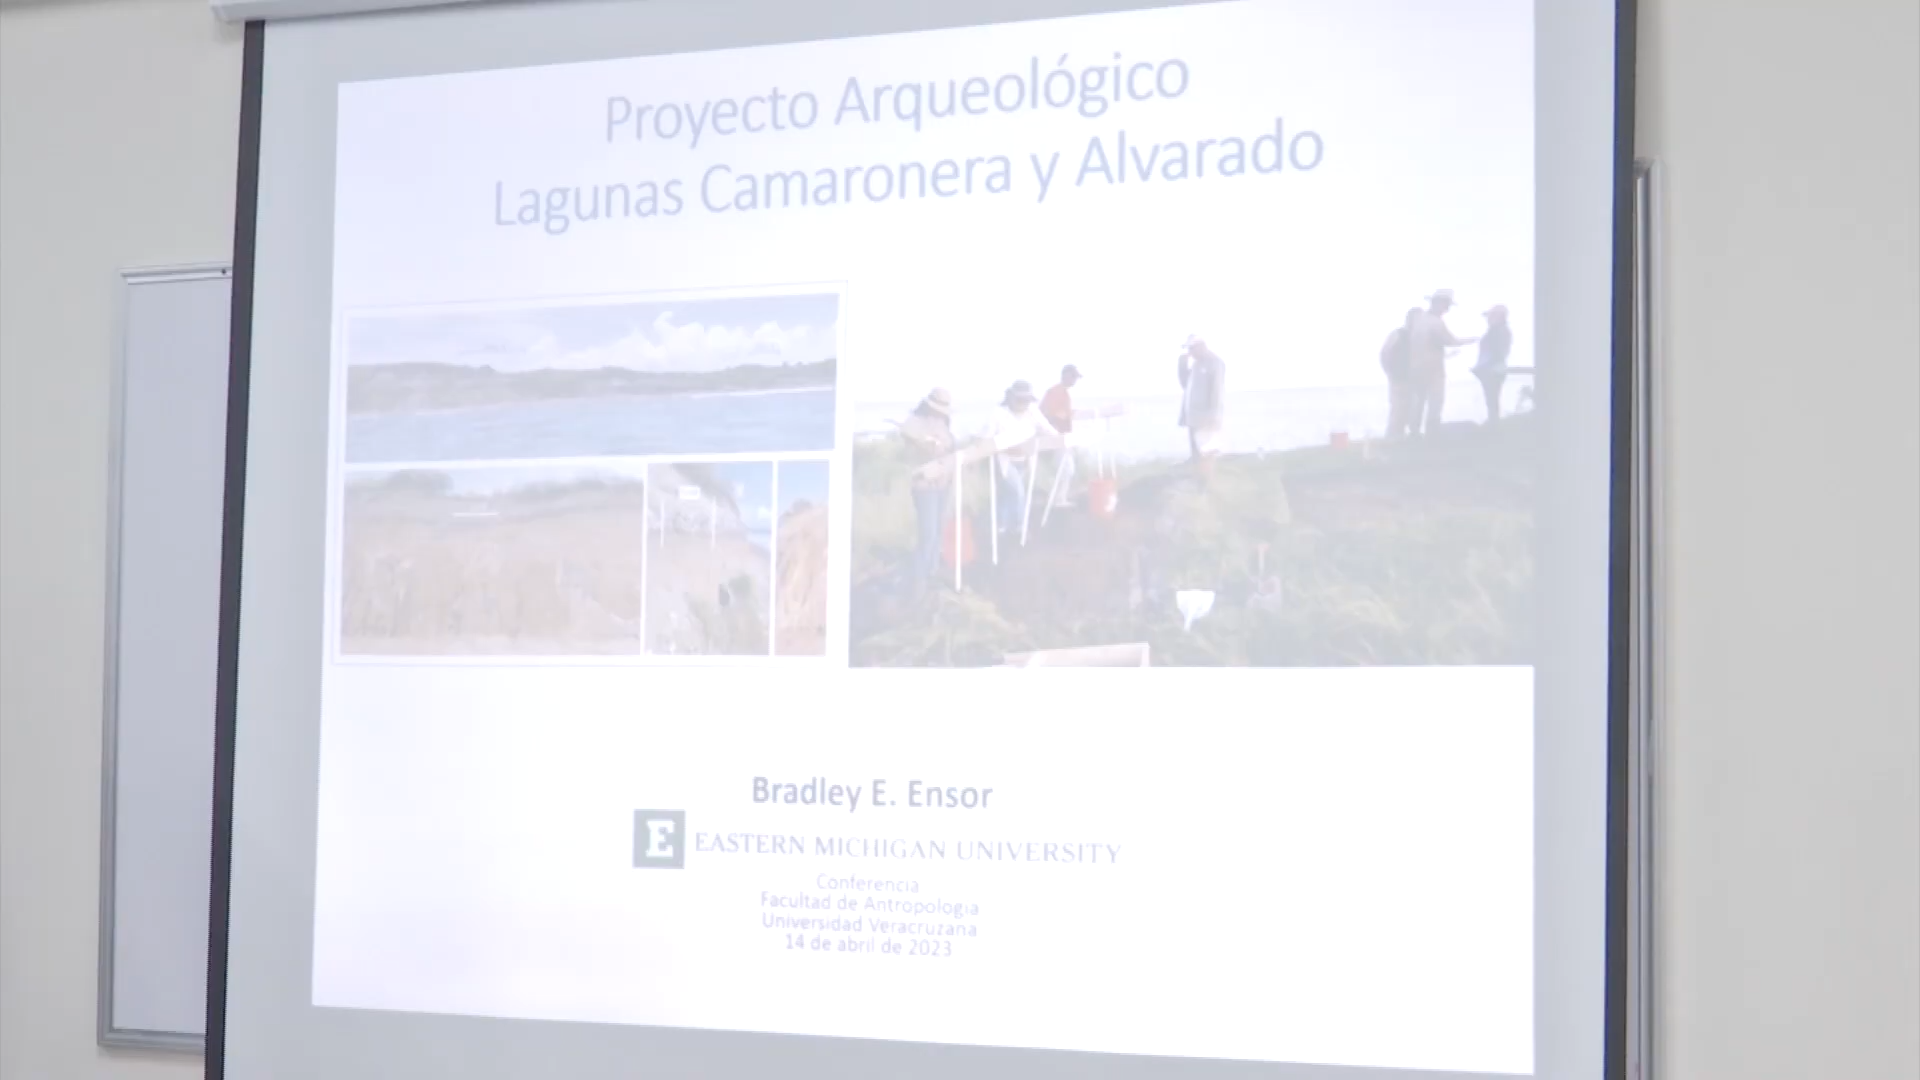 Proyecto Arqueológico
Lagunas Camaronera y Alvarado
Bradley E. Ensor
E EASTERN MICHIGAN UNIVERSITY
Conferencia
Facultad de Antropología
Universidad Veracruzana
14 de abril de 2023